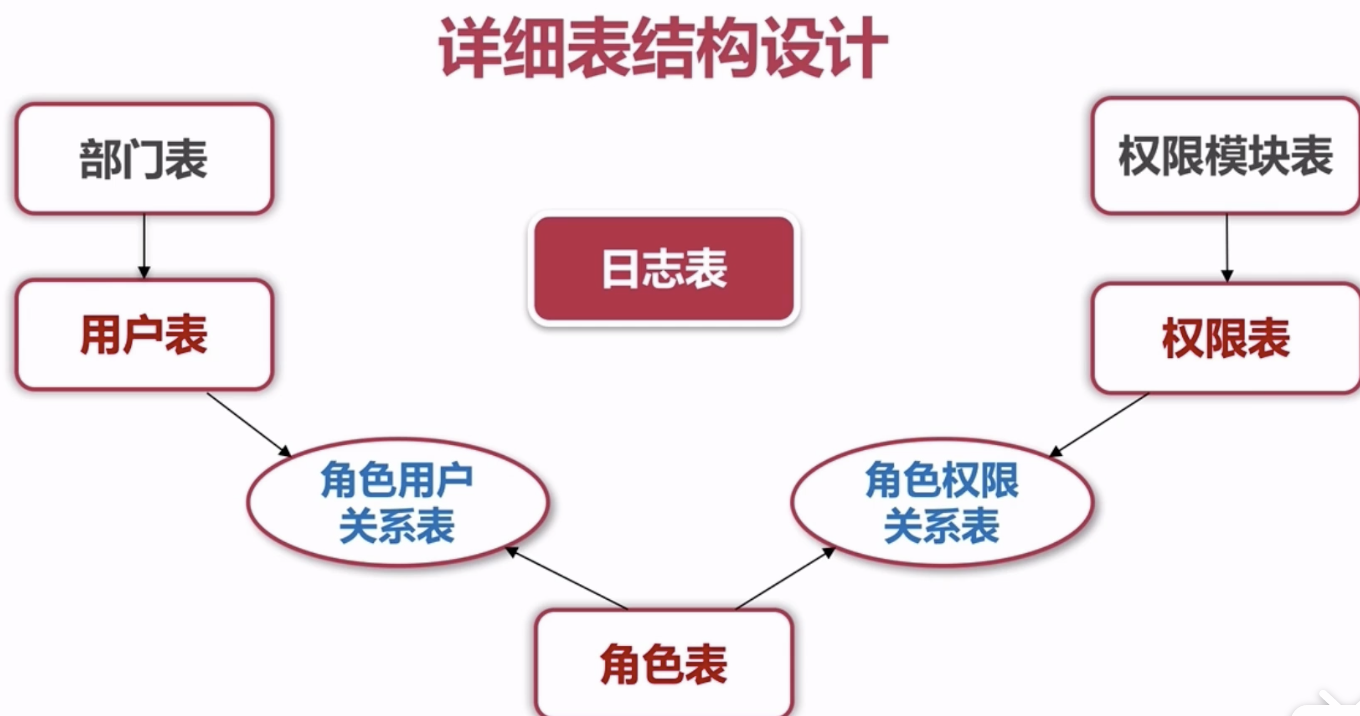 详细表结构设计
部门表
权限模块表
日志表
用户表
权限表
角色用户
关系表
角色权限
关系表
角色表